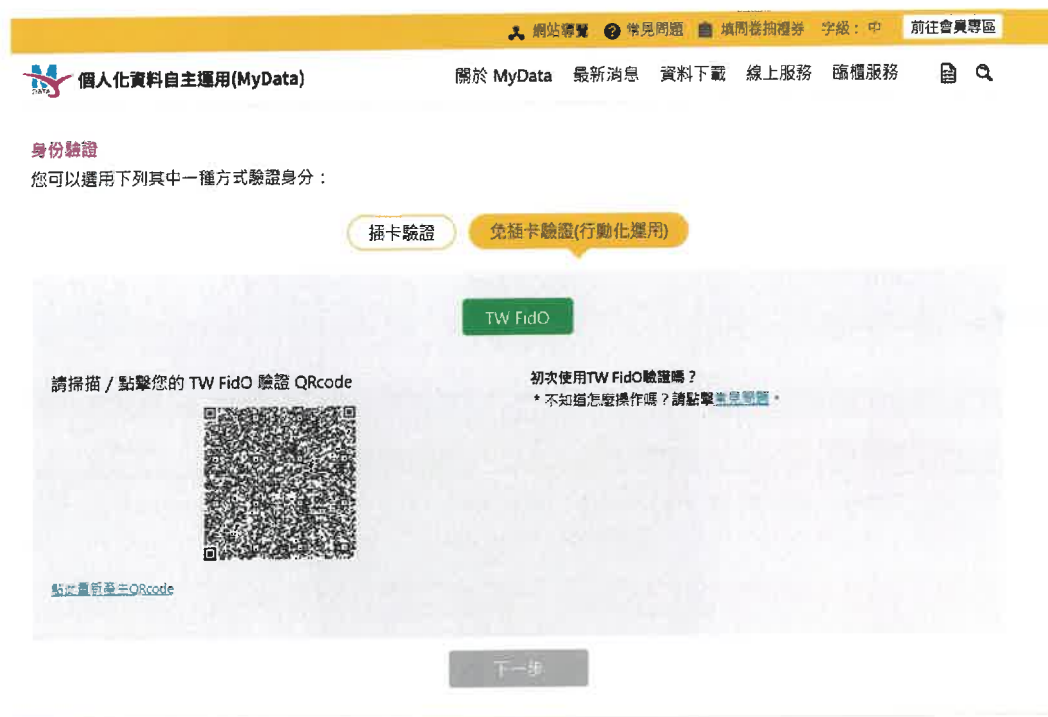 網站導覽 常見問題 填問卷抽禮券 字級：中 前往會員專區
MyData 個人化資料自主運用(MyData)
關於 MyData 最新消息 資料下載 線上服務 臨櫃服務
身份驗證
您可以選用下列其中一種方式驗證身分：
插卡驗證 免插卡驗證(行動化運用)
TW FidO
請掃描 / 點擊您的 TW FidO 驗證 QRcode
初次使用TW FidO驗證嗎？
* 不知道怎麼操作嗎？請點擊常見問題。
點此重新產生QRcode
下一步